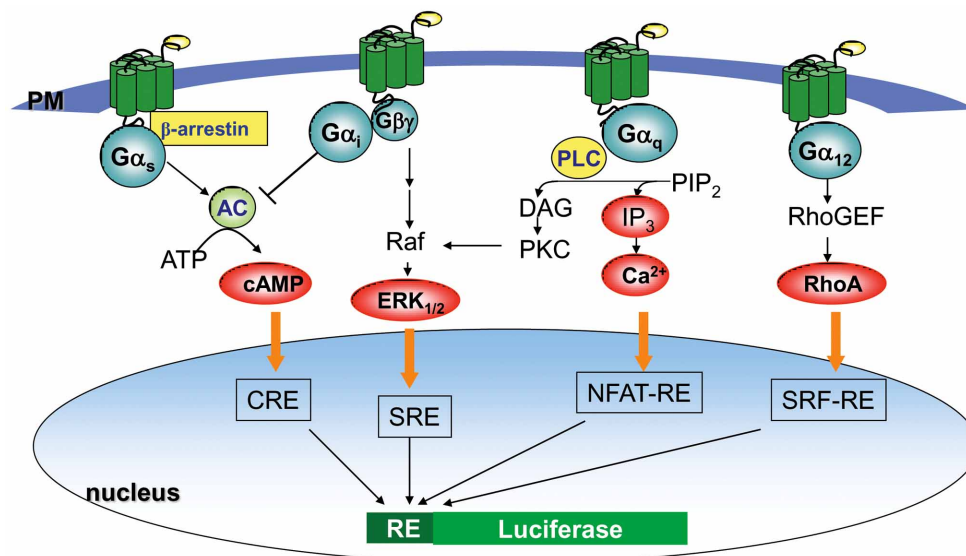 PM
β-arrestin
Gαs
Gαi
Gβγ
Gαq
Gα12
PLC
PIP2
AC
DAG
IP3
RhoGEF
ATP
Raf
PKC
cAMP
ERK1/2
Ca2+
RhoA
CRE
SRE
NFAT-RE
SRF-RE
nucleus
RE
Luciferase